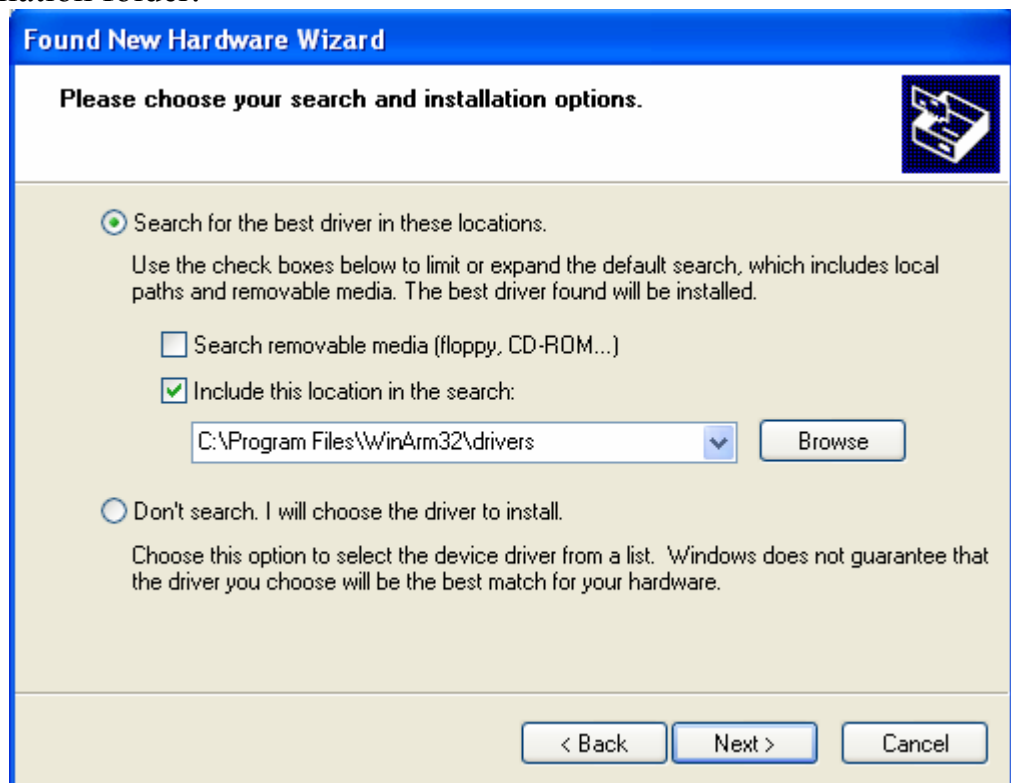 nation folder.
Found New Hardware Wizard
Please choose your search and installation options.
Search for the best driver in these locations.
Use the check boxes below to limit or expand the default search, which includes local
paths and removable media. The best driver found will be installed.
Search removable media (floppy, CD-ROM...)
Include this location in the search:
C:\Program Files\WinArm32\drivers
Browse
Don't search. I will choose the driver to install.
Choose this option to select the device driver from a list.  Windows does not guarantee that
the driver you choose will be the best match for your hardware.
< Back
Next >
Cancel